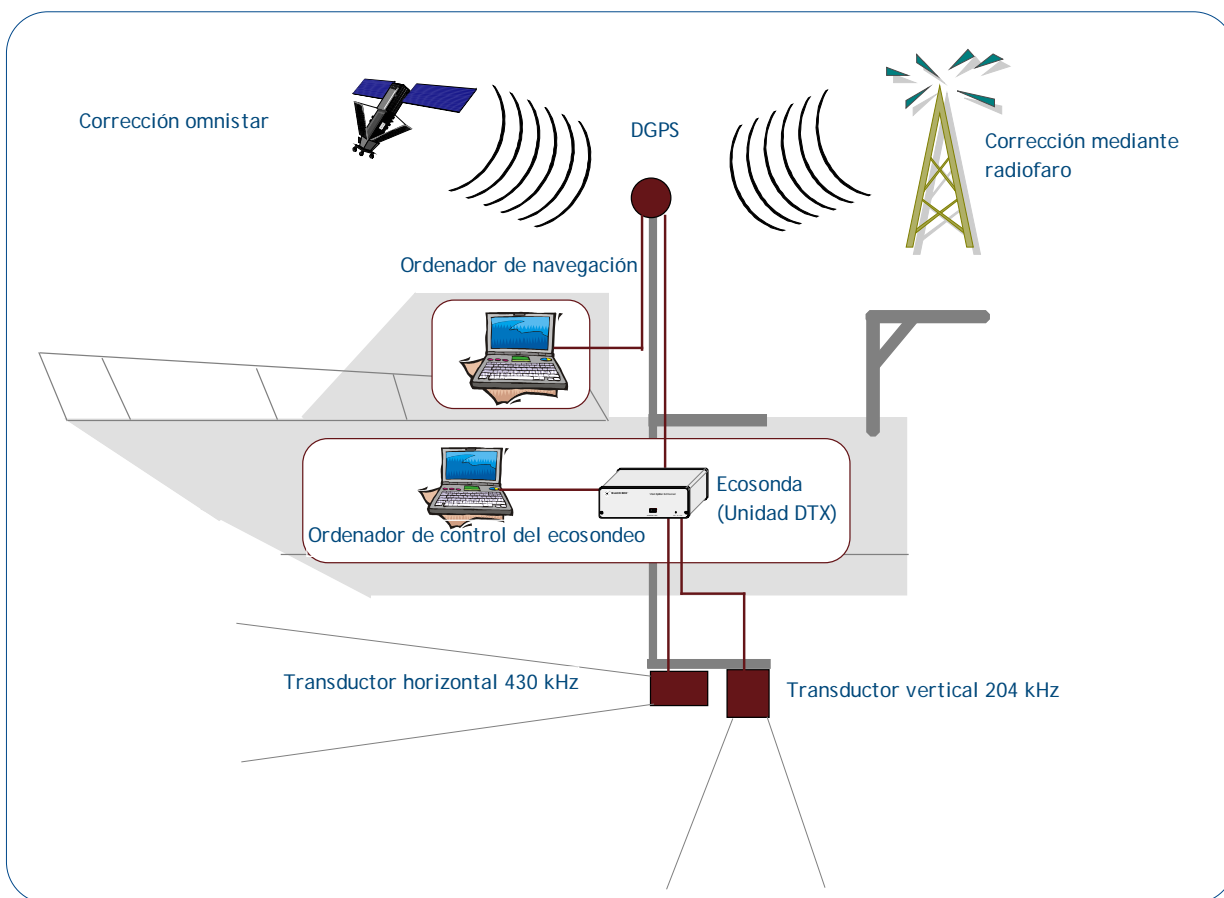 Corrección omnistar
DGPS
Corrección mediante
radiofaro
Ordenador de navegación
Ecosonda
(Unidad DTX)
Ordenador de control del ecosondeo
Transductor horizontal 430 kHz
Transductor vertical 204 kHz